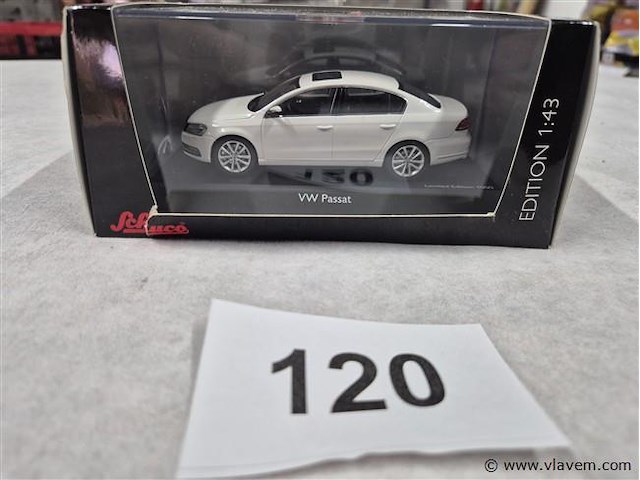 EDITION 1:43
VW Passat
Schuco
120
© www.vlavem.com